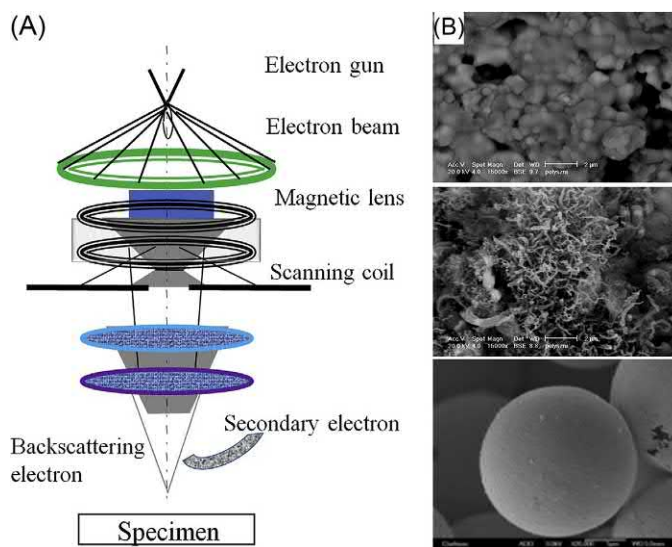 (A)
Electron gun
Electron beam
Magnetic lens
Scanning coil
Secondary electron
Backscattering
electron
Specimen
(B)
Acc.V Spot Magn Det WD 2 µm
20.0 kV 4.0 15000x BSE 9.7
Acc.V Spot Magn Det WD 2 µm
20.0 kV 4.0 15000x BSE 8.8
1µm